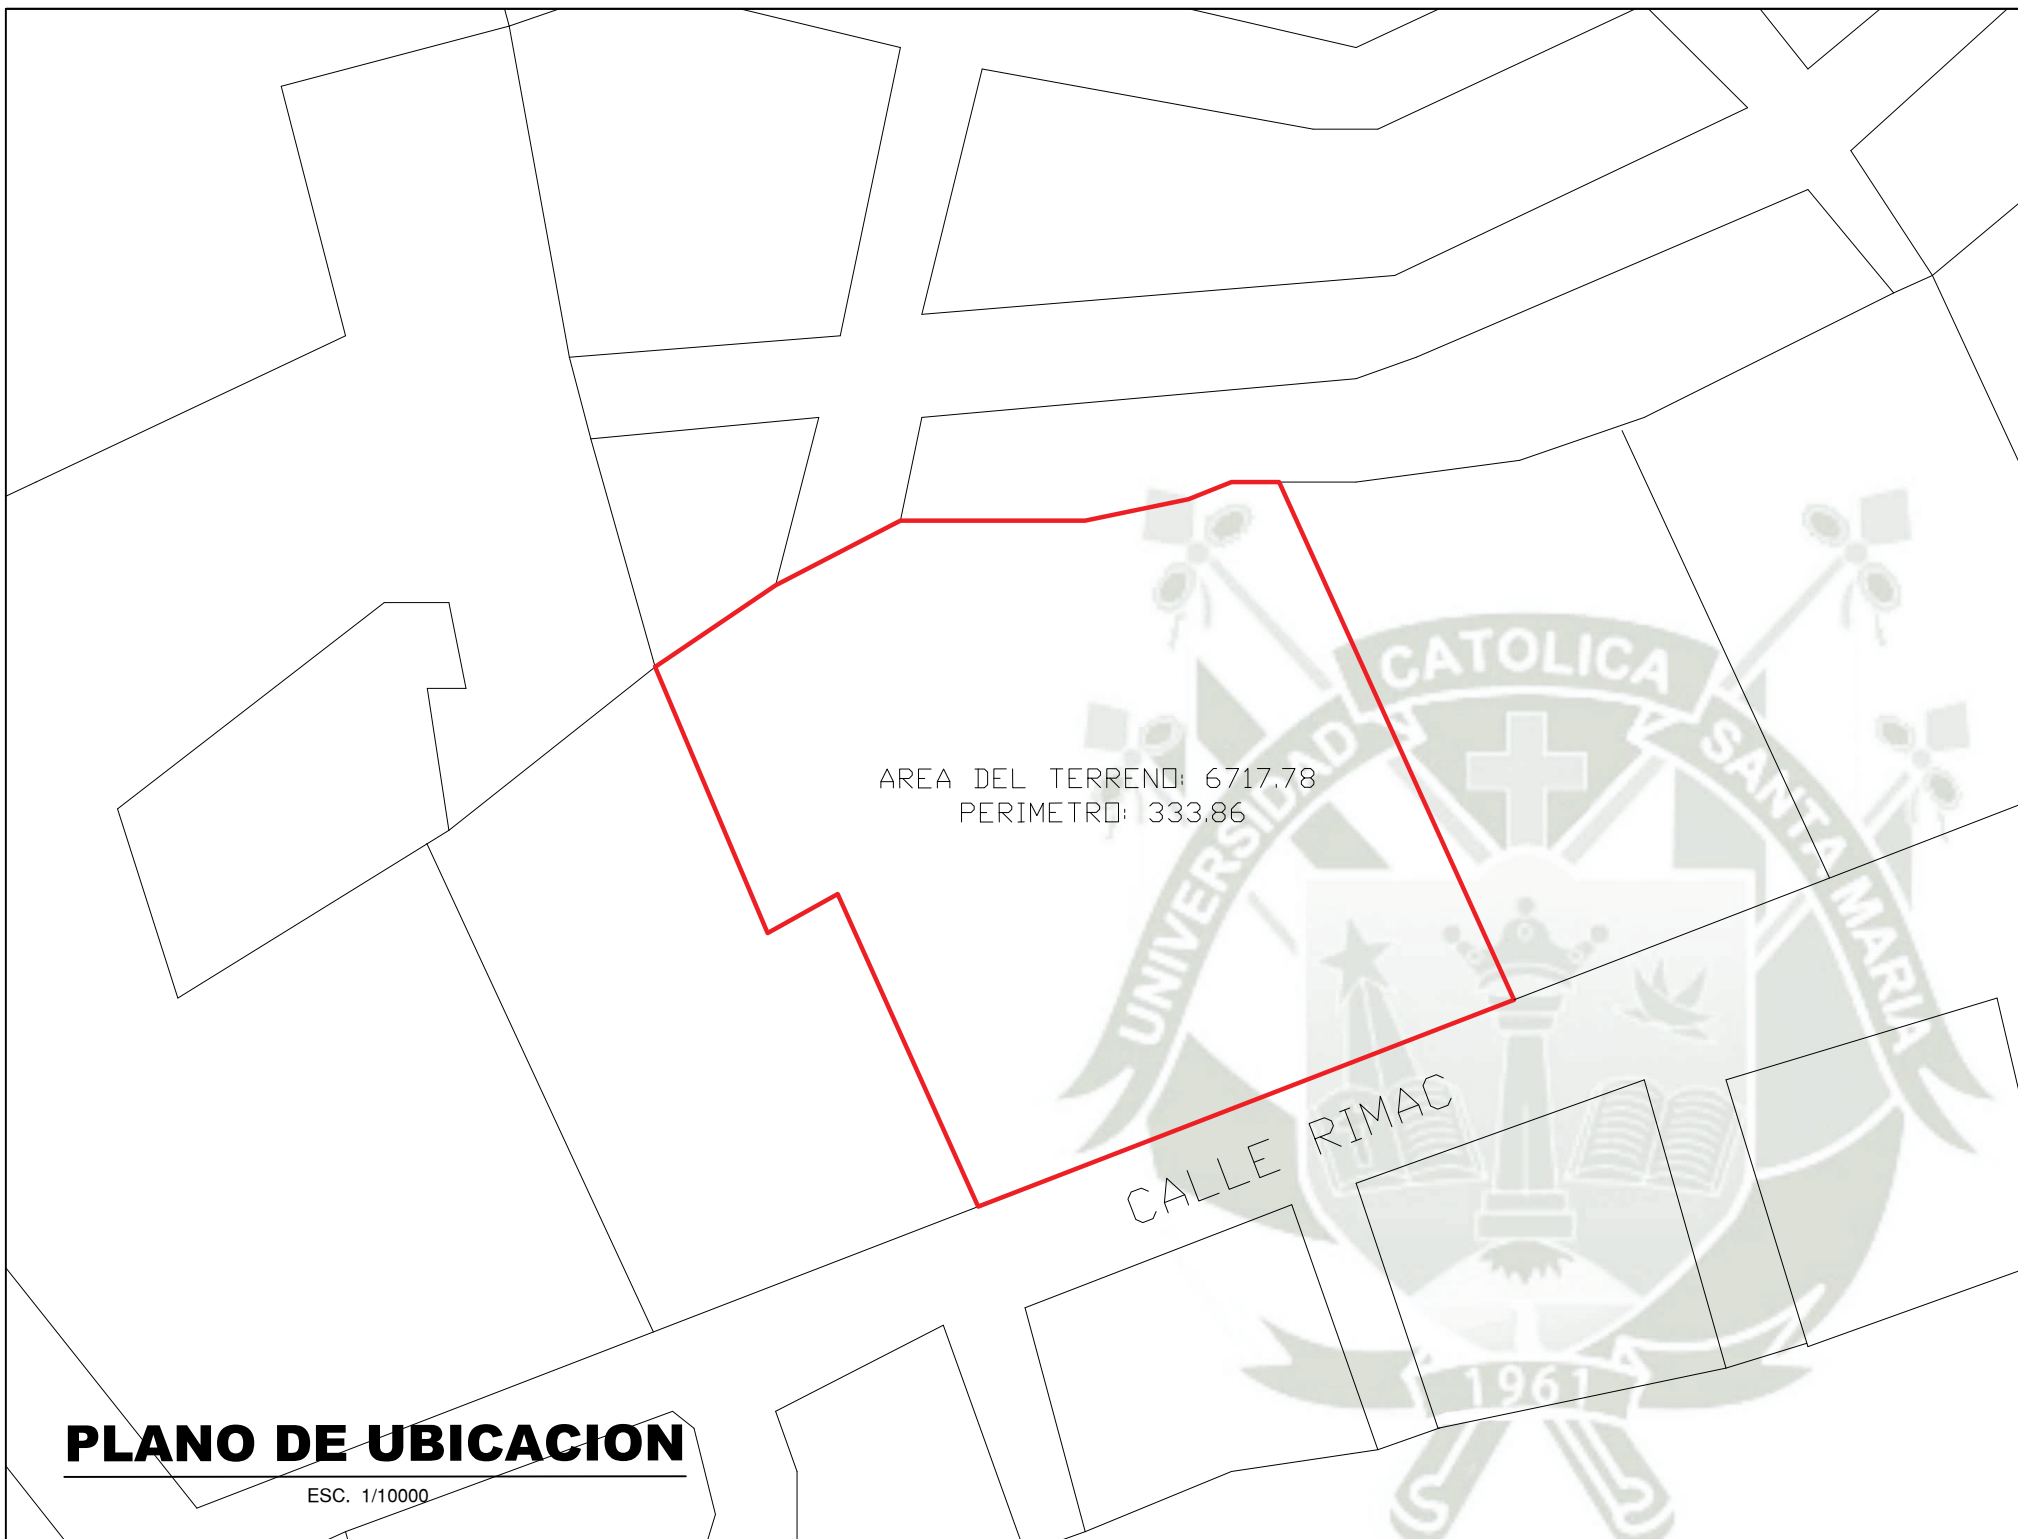 CATOLICA
UNIVERSIDAD
SANTA MARIA
AREA DEL TERRENO: 6717.78
PERIMETRO: 333.86
CALLE RIMAC
1961
PLANO DE UBICACION
ESC. 1/10000